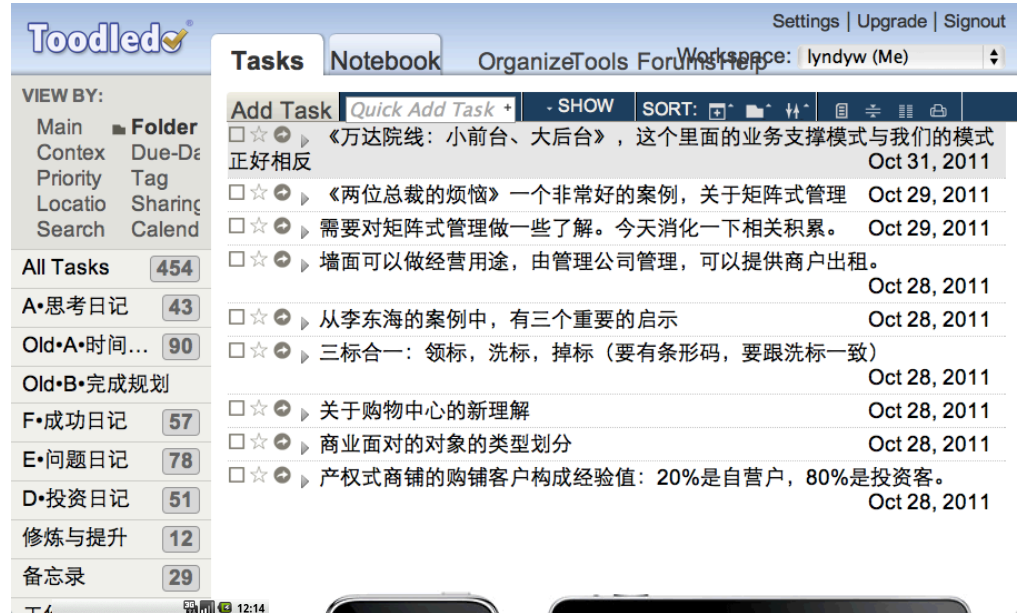 Settings | Upgrade | Signout
Toodledo
Tasks
Notebook
Organize Tools Forums Help
Workspace: lyndyw (Me)
VIEW BY:
Main
Folder
Contex
Due-Da
Priority
Tag
Locatio
Sharing
Search
Calend
Add Task
Quick Add Task +
SHOW
SORT:
《万达院线：小前台、大后台》，这个里面的业务支撑模式与我们的模式
正好相反
Oct 31, 2011
《两位总裁的烦恼》一个非常好的案例，关于矩阵式管理
Oct 29, 2011
需要对矩阵式管理做一些了解。今天消化一下相关积累。
Oct 29, 2011
墙面可以做经营用途，由管理公司管理，可以提供商户出租。
Oct 28, 2011
从李东海的案例中，有三个重要的启示
Oct 28, 2011
三标合一：领标，洗标，掉标（要有条形码，要跟洗标一致）
Oct 28, 2011
关于购物中心的新理解
Oct 28, 2011
商业面对的对象的类型划分
Oct 28, 2011
产权式商铺的购铺客户构成经验值：20%是自营户，80%是投资客。
Oct 28, 2011
All Tasks 454
A•思考日记 43
Old•A•时间... 90
Old•B•完成规划
F•成功日记 57
E•问题日记 78
D•投资日记 51
修炼与提升 12
备忘录 29
3G
12:14